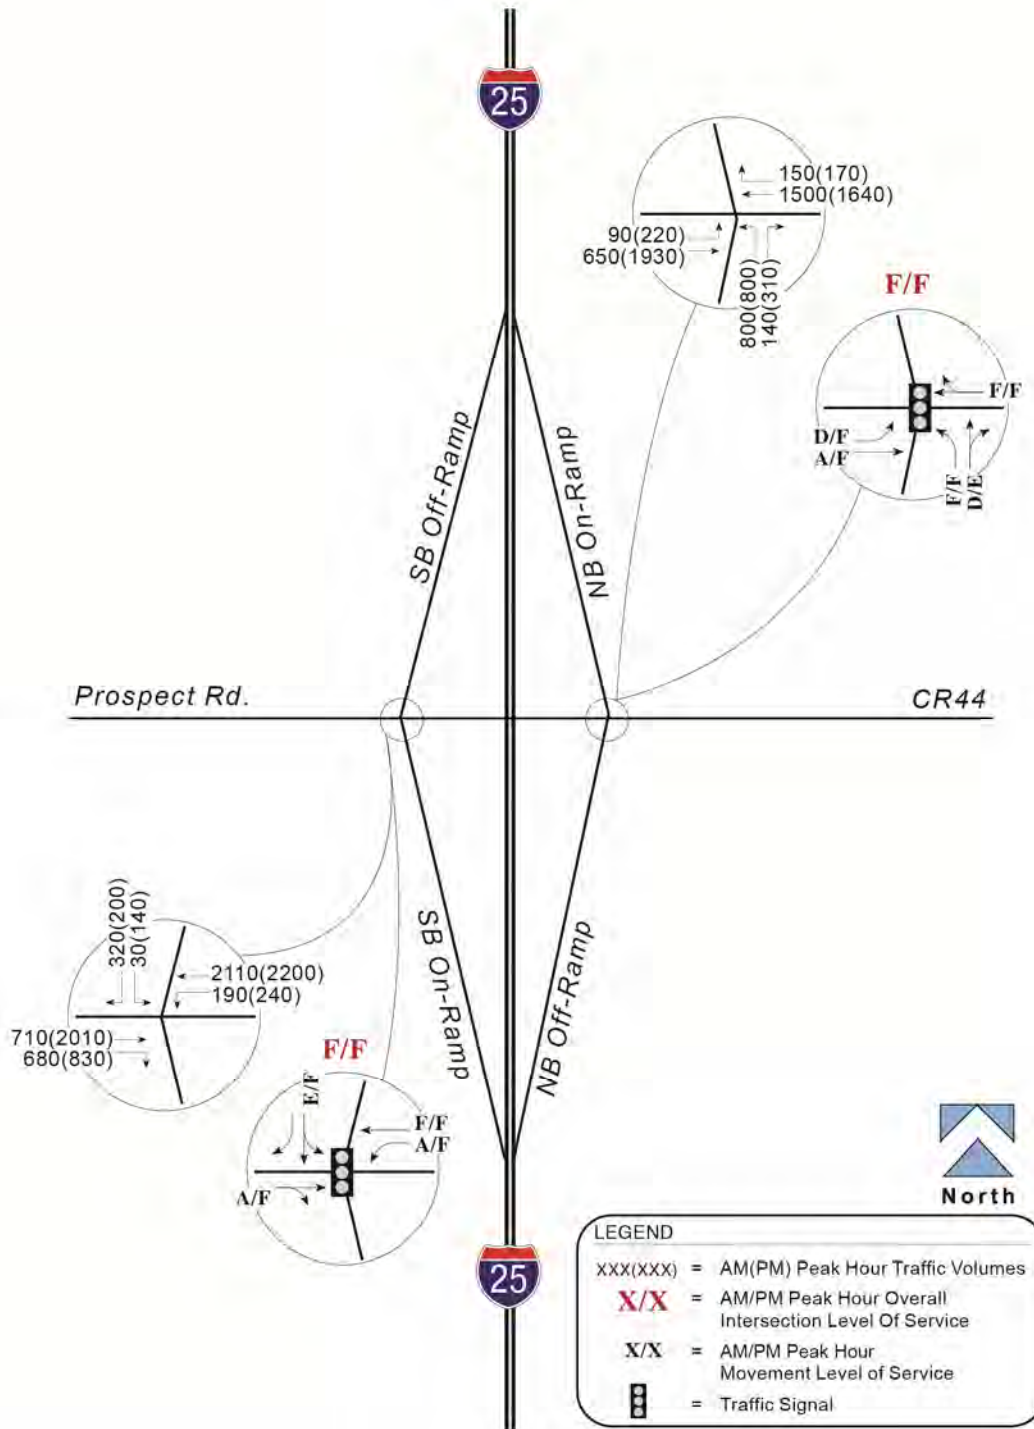 25
150(170)
1500(1640)
90(220)
650(1930)
800(800)
140(310)
F/F
F/F
D/F
A/F
F/F
D/E
SB Off-Ramp
NB On-Ramp
Prospect Rd.
CR44
SB On-Ramp
NB Off-Ramp
320(200)
30(140)
2110(2200)
190(240)
710(2010)
680(830)
F/F
E/F
F/F
A/F
A/F
North
25
LEGEND
XXX(XXX) = AM(PM) Peak Hour Traffic Volumes
X/X = AM/PM Peak Hour Overall
Intersection Level Of Service
X/X = AM/PM Peak Hour
Movement Level of Service
= Traffic Signal